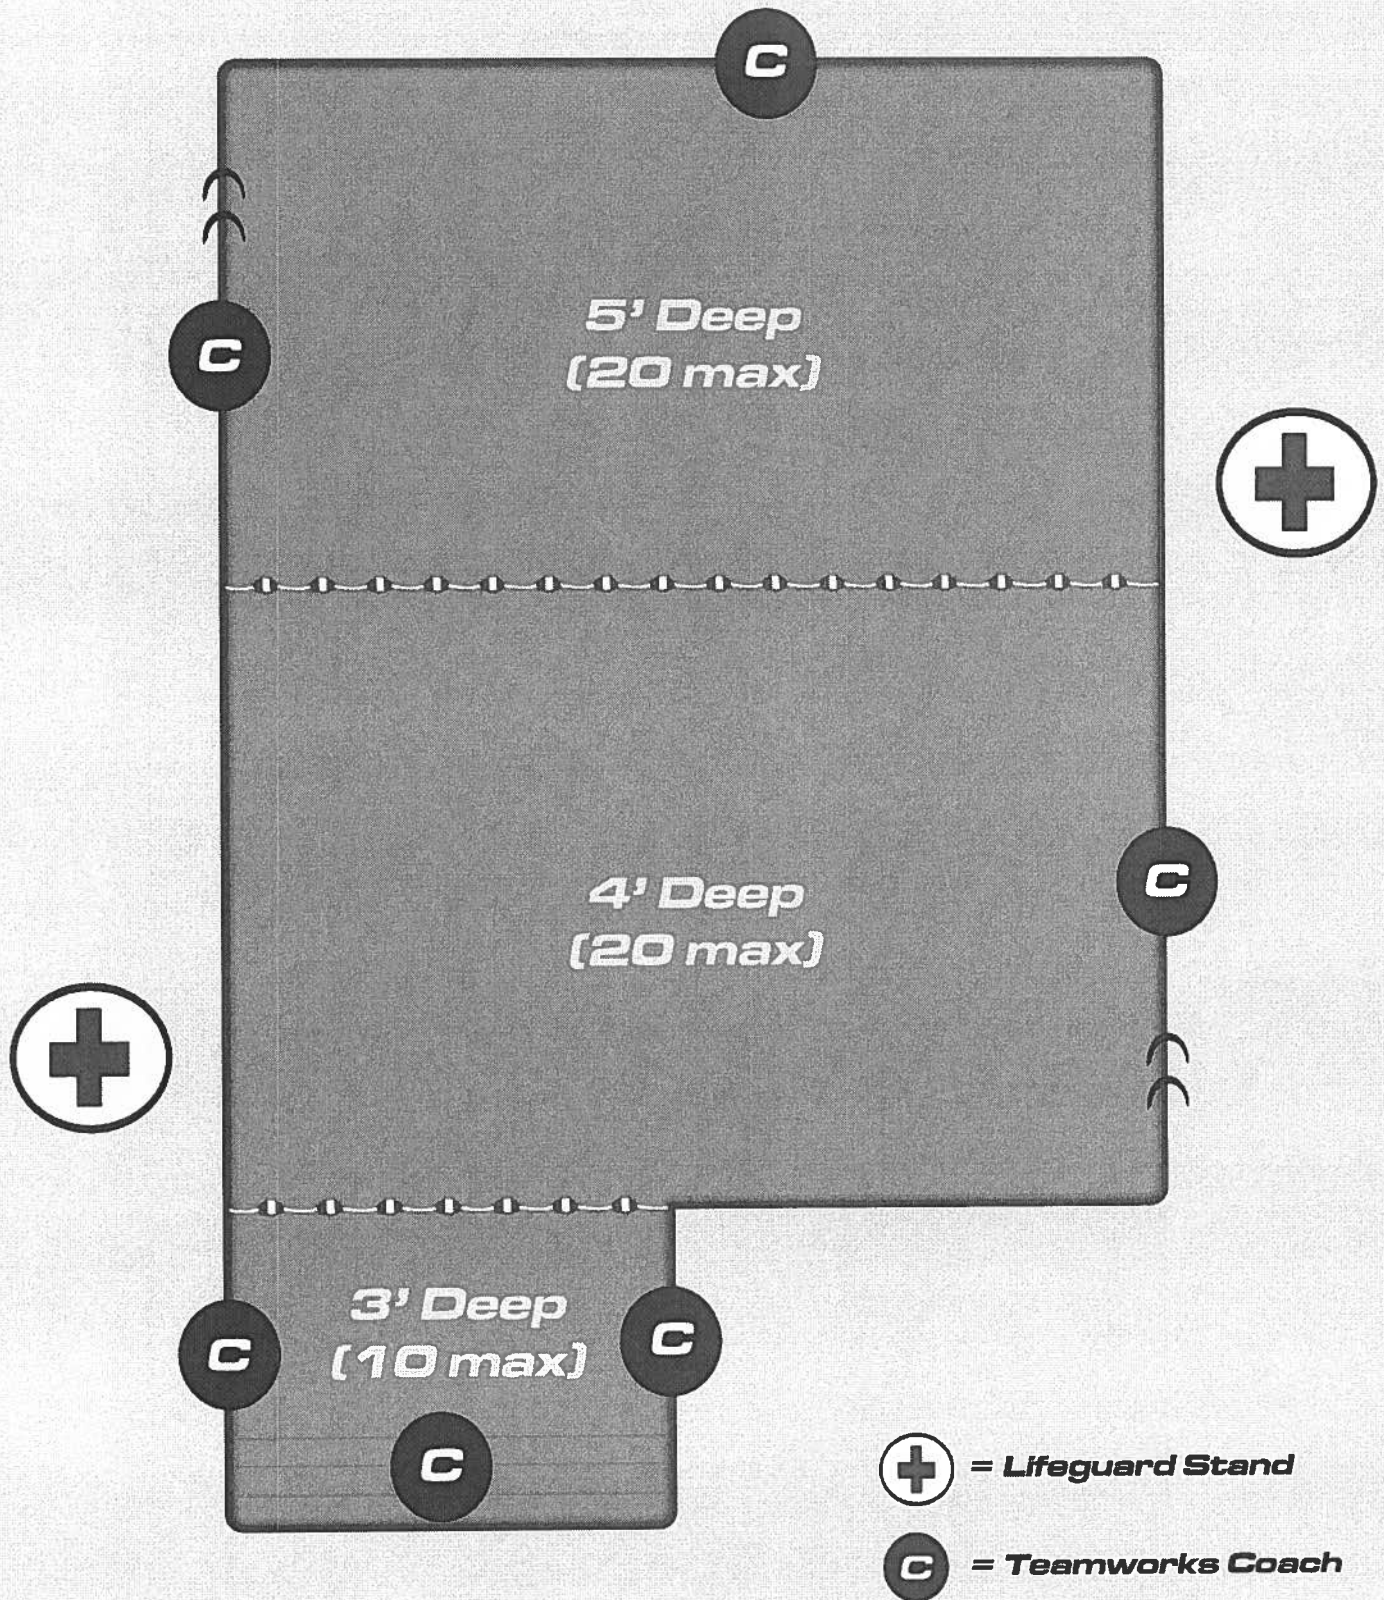 C
5' Deep
(20 max)
C
4' Deep
(20 max)
C
3' Deep
(10 max)
C
C
C
= Lifeguard Stand
C = Teamworks Coach